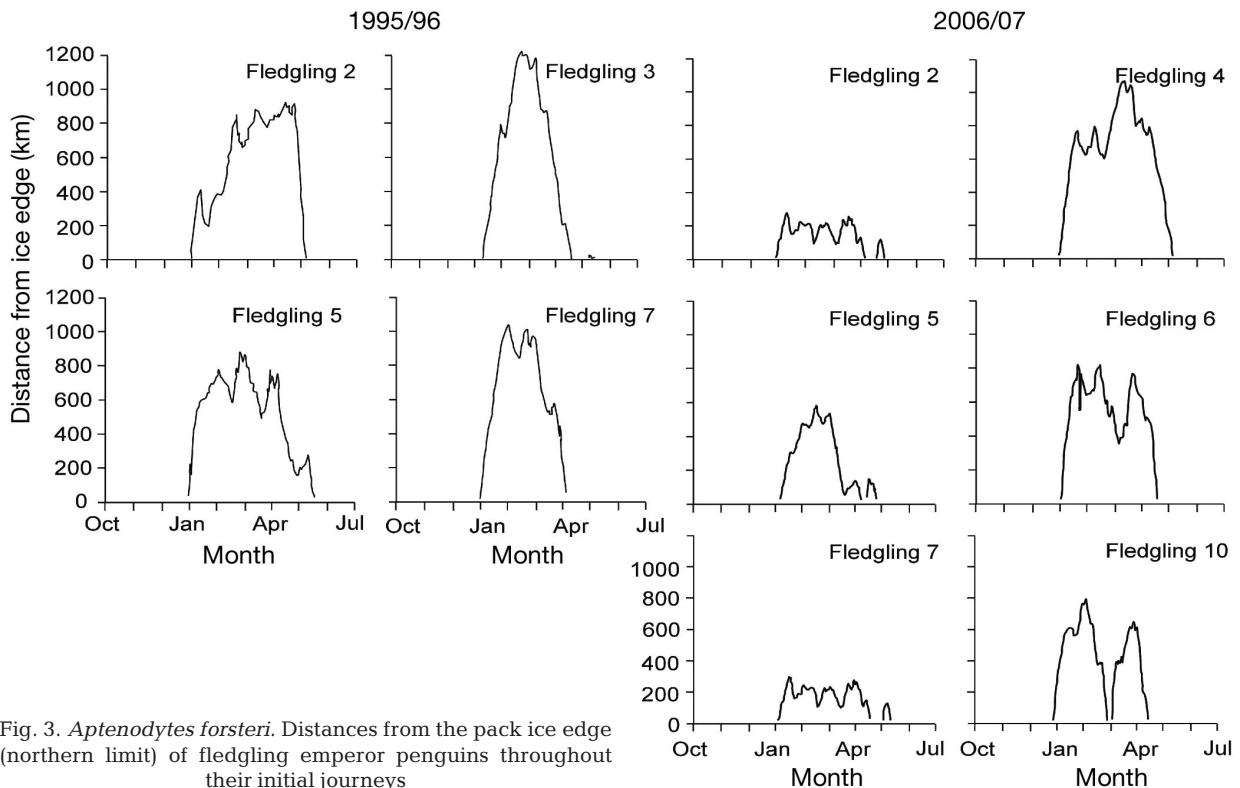 1995/96
2006/07
Distance from ice edge (km)
1200
1000
800
600
400
200
0
Fledgling 2
Fledgling 3
Fledgling 2
Fledgling 4
1200
1000
800
600
400
200
0
Fledgling 5
Fledgling 7
Fledgling 5
Fledgling 6
Oct Jan Apr Jul
Month
Oct Jan Apr Jul
Month
1000
800
600
400
200
0
Fledgling 7
Fledgling 10
Oct Jan Apr Jul
Month
Oct Jan Apr Jul
Month
Fig. 3. Aptenodytes forsteri. Distances from the pack ice edge
(northern limit) of fledgling emperor penguins throughout
their initial journeys